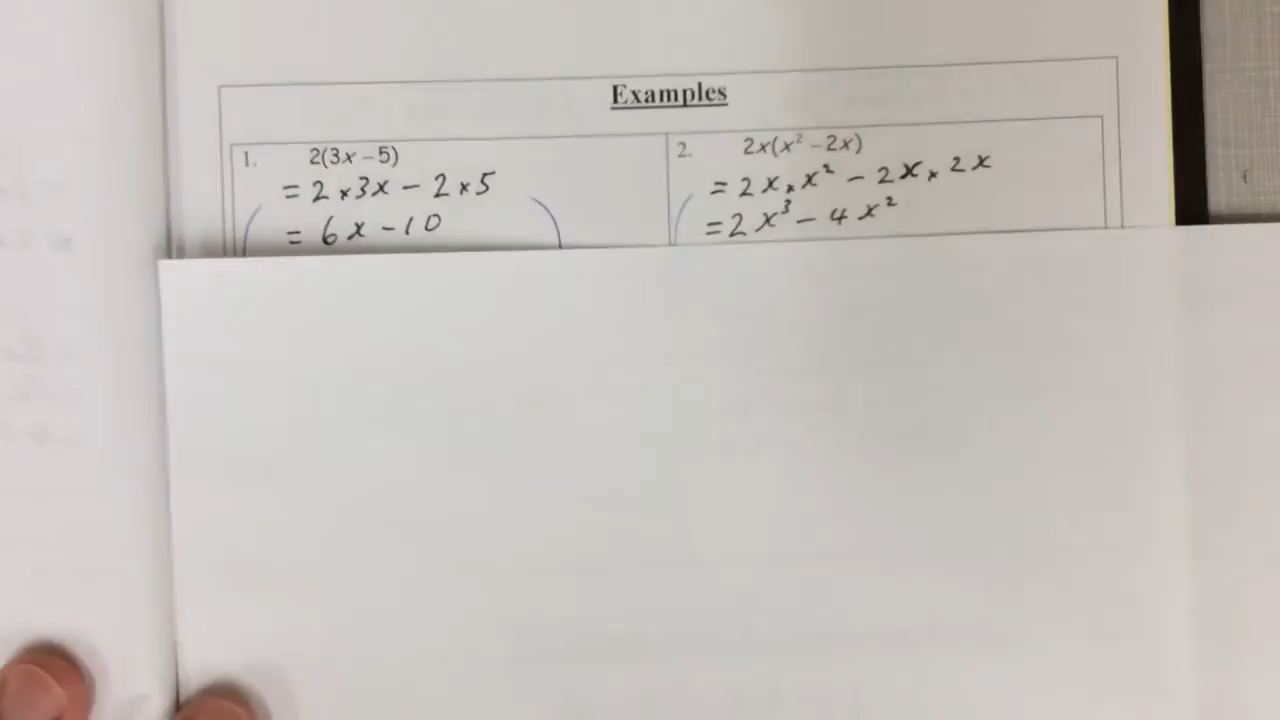 Examples
1. 2(3x – 5)
= 2 × 3x – 2 × 5
= 6x – 10
2. 2x(x² – 2x)
= 2x × x² – 2x × 2x
= 2x³ – 4x²